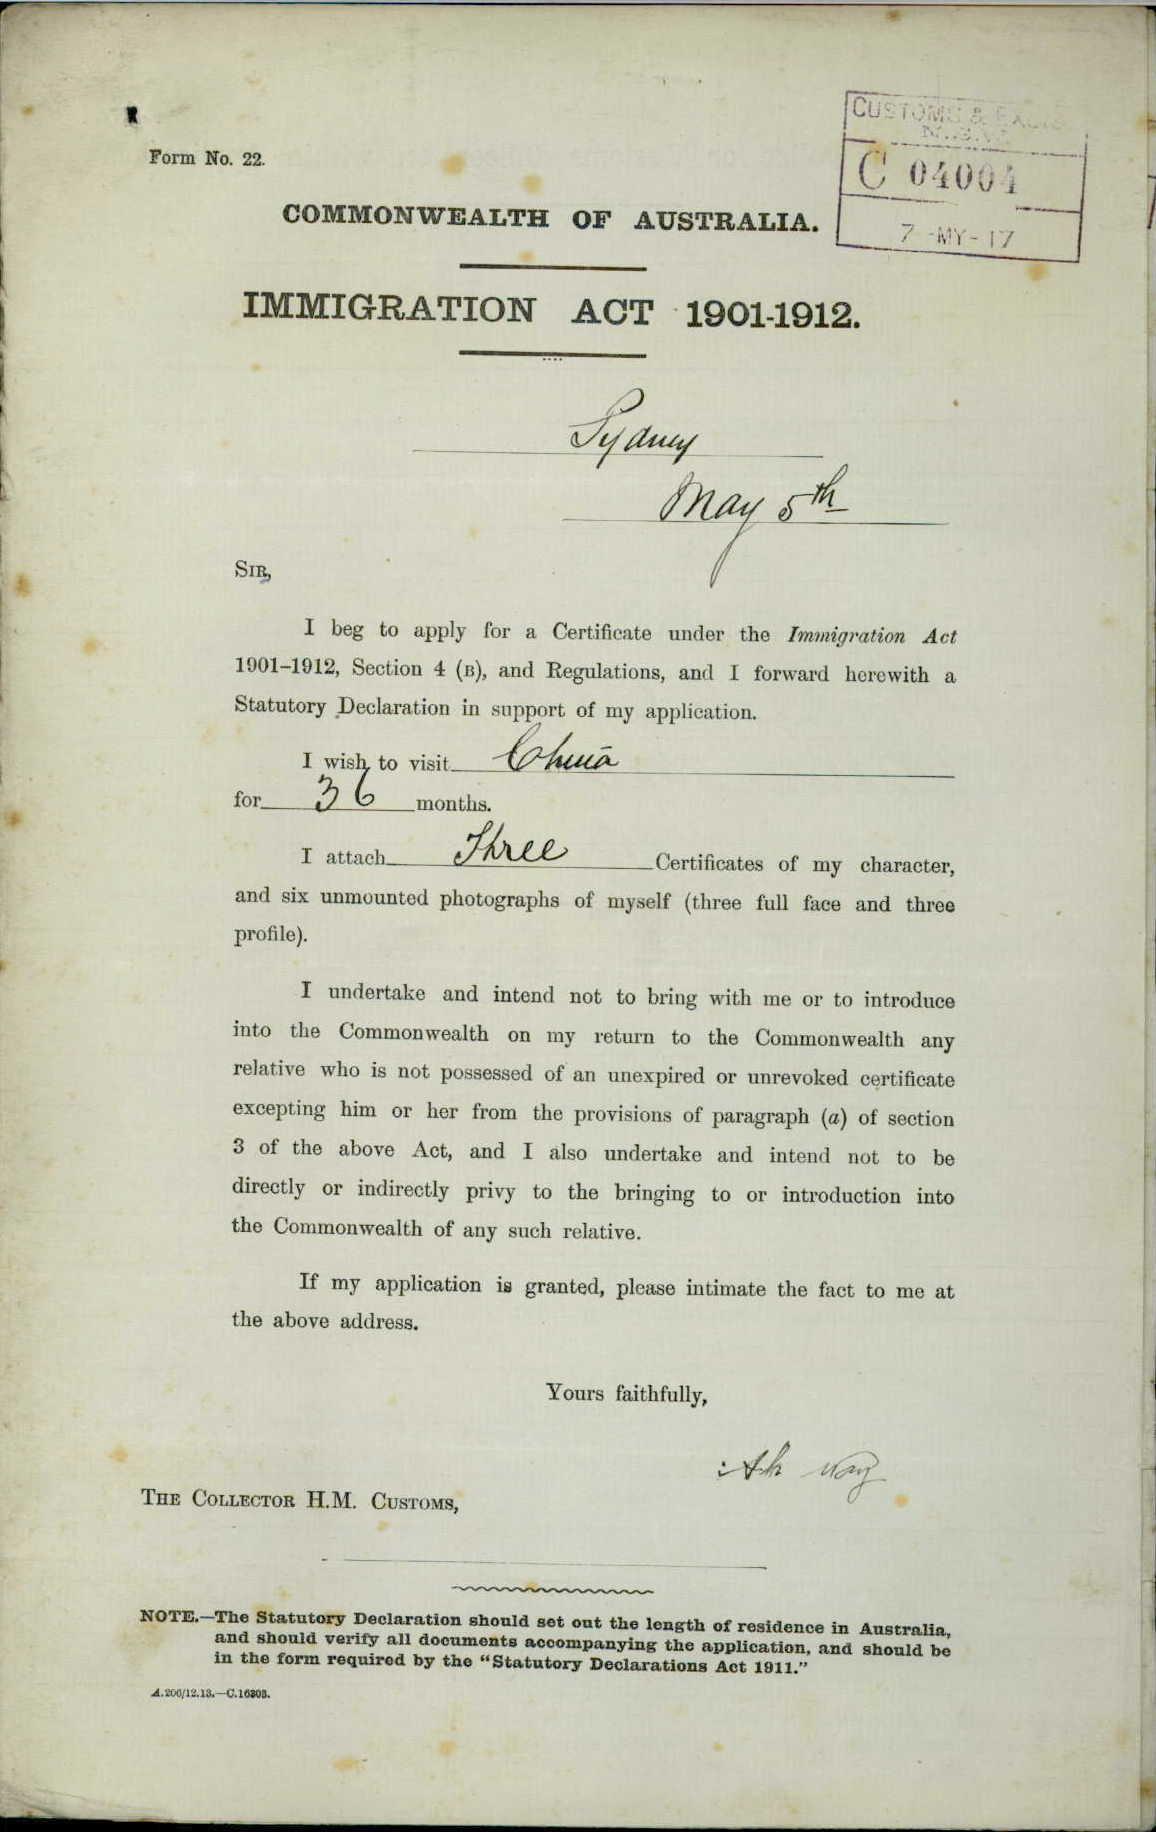 CUSTOMS & EXCISE
N.S.W.
C 04004
7 -MY- 17
Form No. 22.
COMMONWEALTH OF AUSTRALIA.
IMMIGRATION ACT 1901-1912.
Sydney
May 5th
SIR,
I beg to apply for a Certificate under the Immigration Act
1901–1912, Section 4 (B), and Regulations, and I forward herewith a
Statutory Declaration in support of my application.
I wish to visit China
for 36 months.
I attach Three Certificates of my character,
and six unmounted photographs of myself (three full face and three
profile).
I undertake and intend not to bring with me or to introduce
into the Commonwealth on my return to the Commonwealth any
relative who is not possessed of an unexpired or unrevoked certificate
excepting him or her from the provisions of paragraph (a) of section
3 of the above Act, and I also undertake and intend not to be
directly or indirectly privy to the bringing to or introduction into
the Commonwealth of any such relative.
If my application is granted, please intimate the fact to me at
the above address.
Yours faithfully,
Ah Way
THE COLLECTOR H.M. CUSTOMS,
NOTE.—The Statutory Declaration should set out the length of residence in Australia,
and should verify all documents accompanying the application, and should be
in the form required by the “Statutory Declarations Act 1911.”
A.206/12.13.—C.16303.